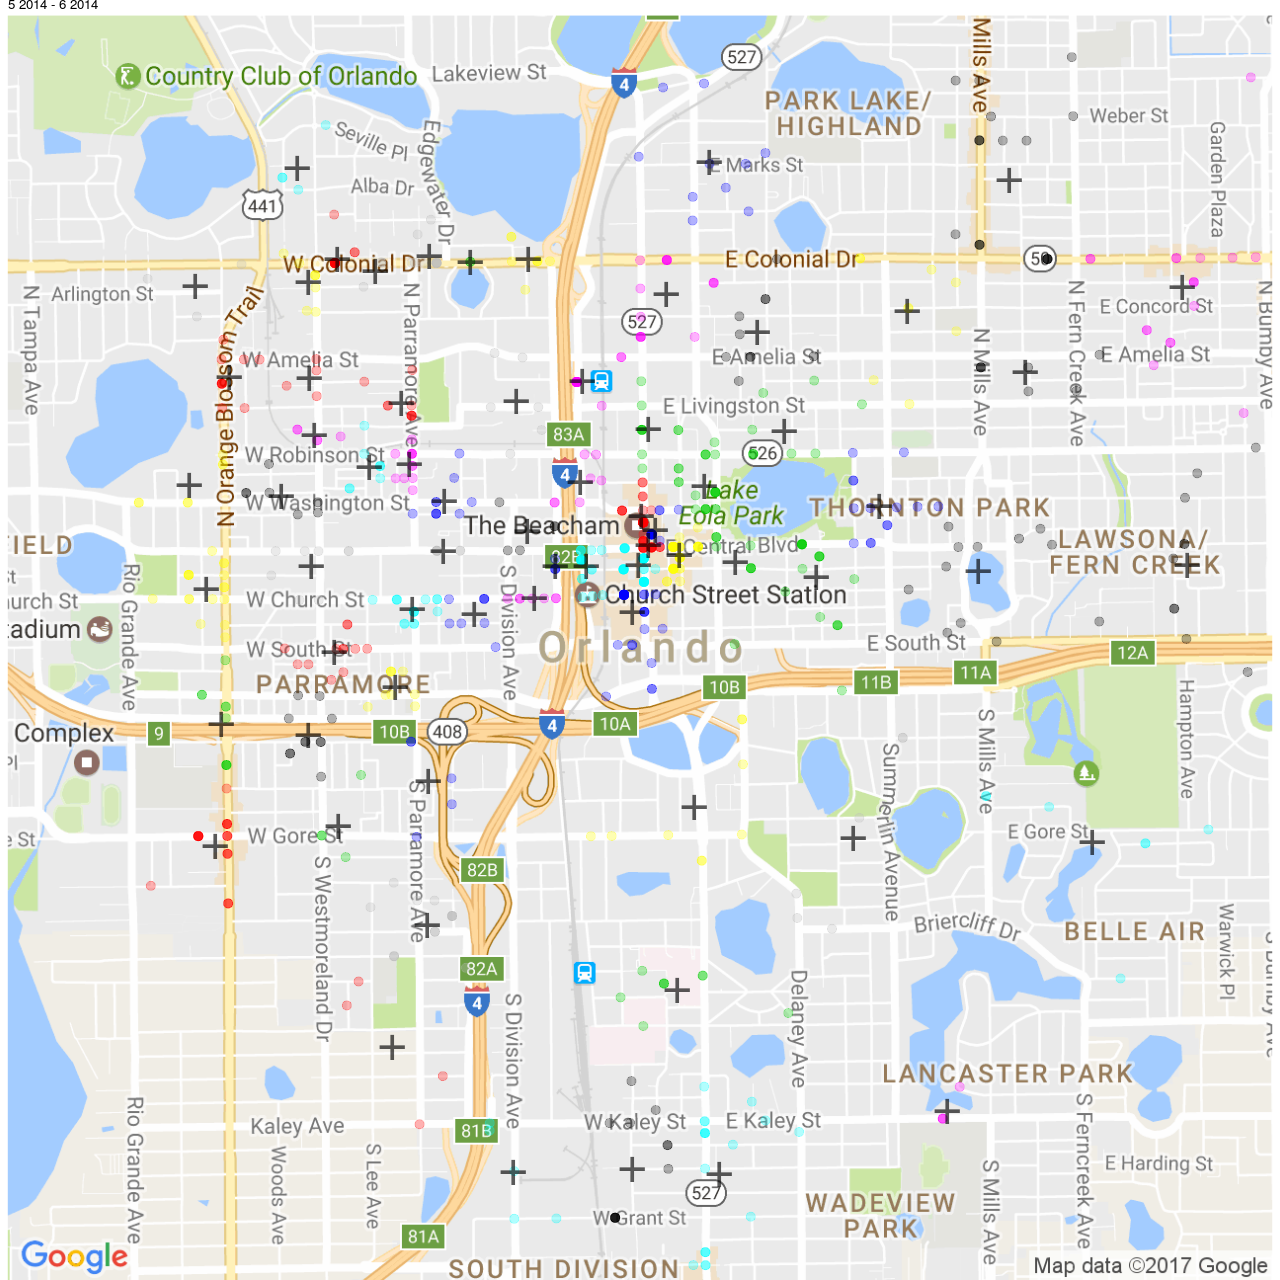 5 2014 - 6 2014
Country Club of Orlando
Lakeview St
4
527
Mills Ave
PARK LAKE/
HIGHLAND
Weber St
Seville Pl
Edgewater Dr
Garden Plaza
E Marks St
Alba Dr
441
W Colonial Dr
E Colonial Dr
50
Arlington St
N Tampa Ave
N Orange Blossom Trail
N Parramore Ave
527
E Concord St
N Fern Creek Ave
N Bumby Ave
N Mills Ave
W Amelia St
E Amelia St
E Amelia St
E Livingston St
83A
W Robinson St
526
4
W Washington St
Lake
Eola Park
THORNTON PARK
The Beacham
FIELD
82B
Central Blvd
LAWSONA/
FERN CREEK
Rio Grande Ave
S Division Ave
W Church St
Church Street Station
tadium
W South St
Orlando
E South St
12A
PARRAMORE
10B
11B
11A
4
10A
9
10B
408
Complex
Hampton Ave
S Mills Ave
Summerlin Avenue
S Parramore Ave
W Gore St
E Gore St
e St
S Westmoreland Dr
82B
Briercliff Dr
BELLE AIR
Warwick Pl
S Bumby Ave
82A
4
S Division Ave
Delaney Ave
LANCASTER PARK
Rio Grande Ave
Kaley Ave
81B
W Kaley St
E Kaley St
S Ferncreek Ave
Woods Ave
S Lee Ave
E Harding St
S Mills Ave
527
WADEVIEW
PARK
W Grant St
81A
Google
SOUTH DIVISION
Map data ©2017 Google